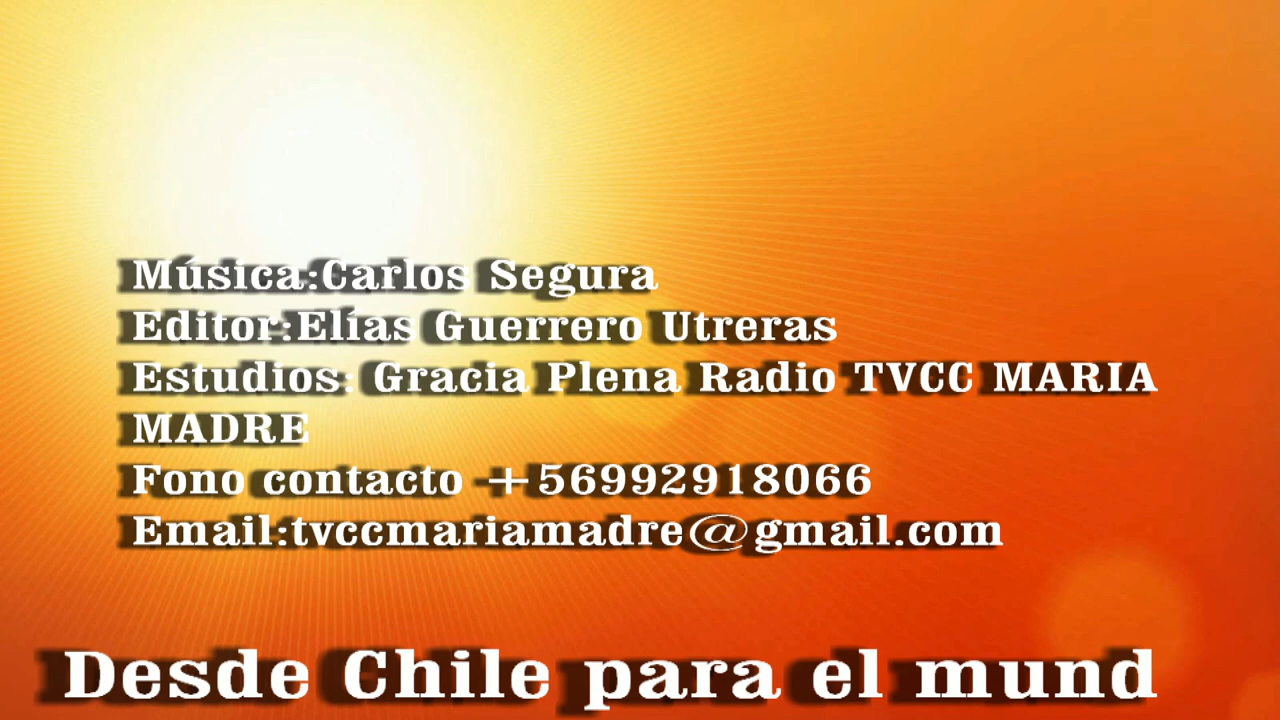 Música:Carlos Segura
Editor:Elías Guerrero Utreras
Estudios: Gracia Plena Radio TVCC MARIA
MADRE
Fono contacto +56992918066
Email:tvccmariamadre@gmail.com
Desde Chile para el mund